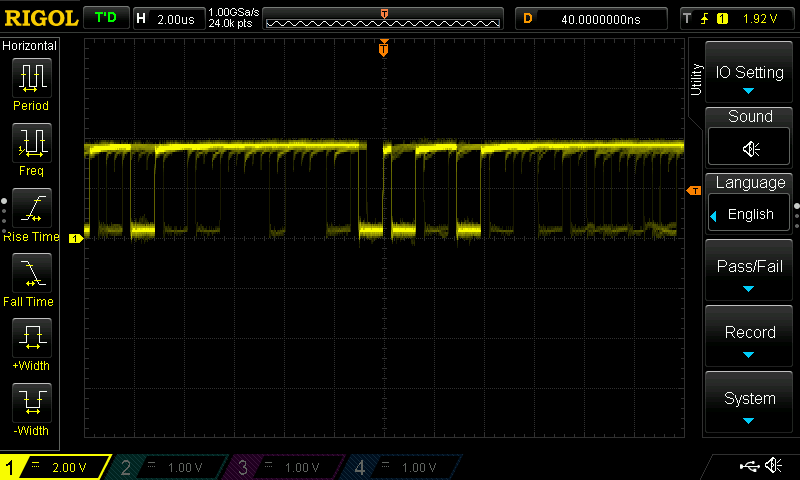 RIGOL T'D H 2.00us 1.00GSa/s 24.0k pts T D 40.0000000ns T 1 1.92 V
Horizontal
Period
Freq
Rise Time
Fall Time
+Width
-Width
T
T
1
Utility
IO Setting
Sound
Language
English
Pass/Fail
Record
System
1 2.00 V 2 1.00 V 3 1.00 V 4 1.00 V